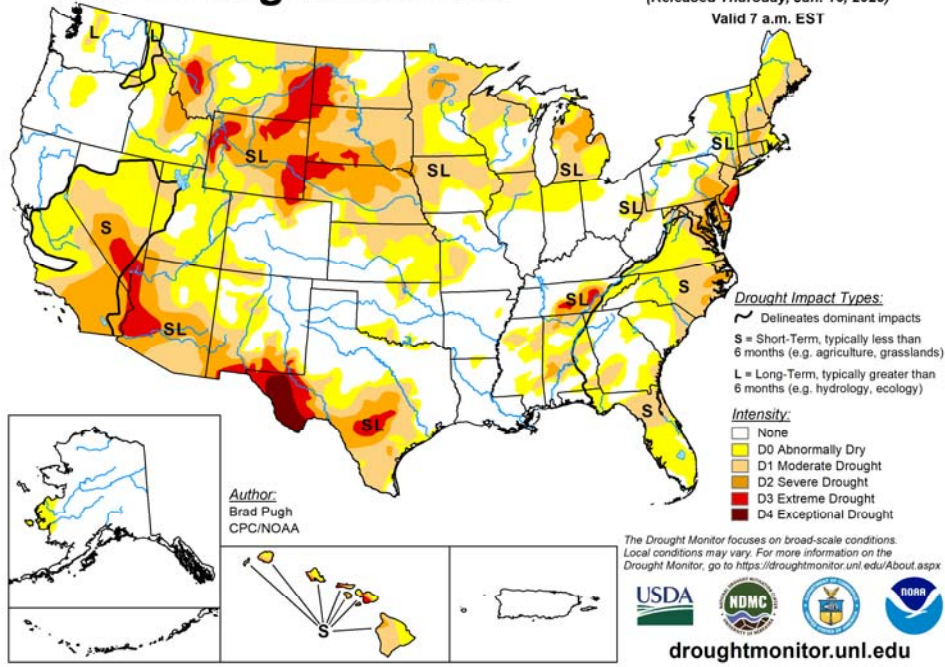 Valid 7 a.m. EST
L
L
SL
SL
SL
SL
SL
S
S
SL
SL
SL
S
S
Drought Impact Types:
Delineates dominant impacts
S = Short-Term, typically less than
6 months (e.g. agriculture, grasslands)
L = Long-Term, typically greater than
6 months (e.g. hydrology, ecology)
Intensity:
None
D0 Abnormally Dry
D1 Moderate Drought
D2 Severe Drought
D3 Extreme Drought
D4 Exceptional Drought
Author:
Brad Pugh
CPC/NOAA
S
The Drought Monitor focuses on broad-scale conditions.
Local conditions may vary. For more information on the
Drought Monitor, go to https://droughtmonitor.unl.edu/About.aspx
USDA
NDMC
NOAA
droughtmonitor.unl.edu